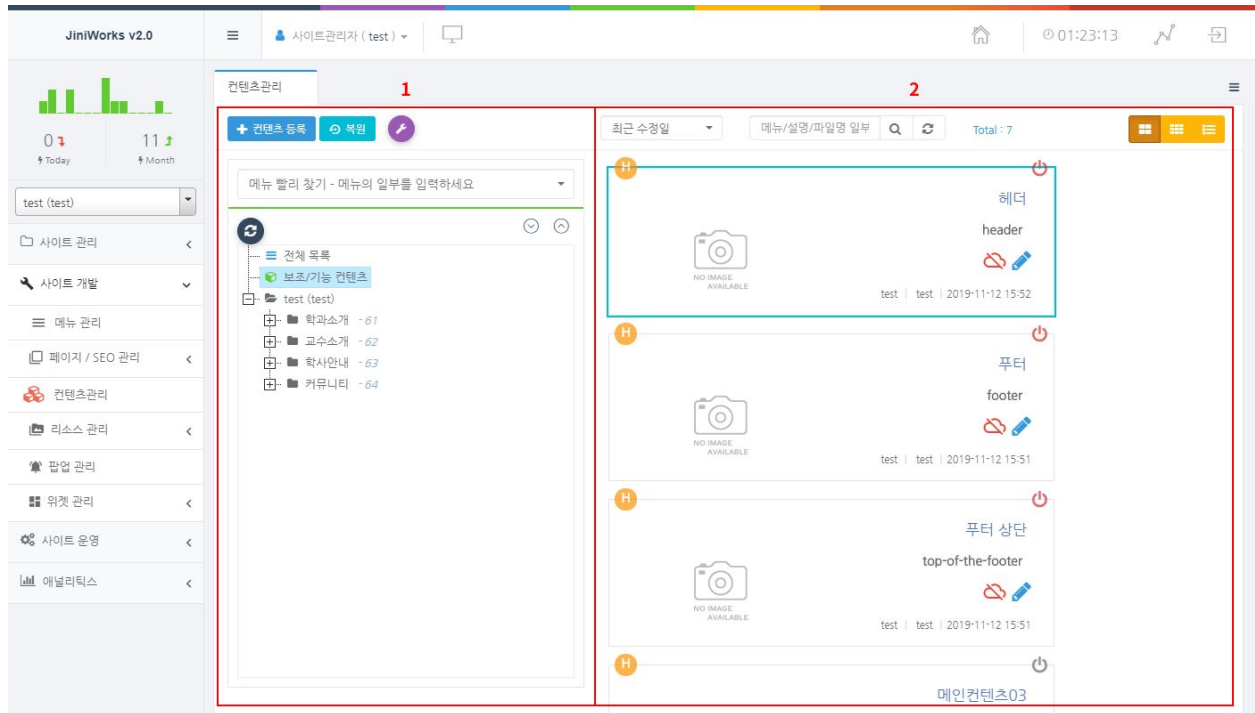 JiniWorks v2.0
사이트관리자 ( test )
01:23:13
0
11
Today
Month
test (test)
사이트 관리
사이트 개발
메뉴 관리
페이지 / SEO 관리
컨텐츠관리
리소스 관리
팝업 관리
위젯 관리
사이트 운영
애널리틱스
컨텐츠관리
1
2
컨텐츠 등록
복원
메뉴 빨리 찾기 - 메뉴의 일부를 입력하세요
전체 목록
보조/기능 컨텐츠
test (test)
학과소개 - 61
교수소개 - 62
학사안내 - 63
커뮤니티 - 64
최근 수정일
메뉴/설명/파일명 일부
Total : 7
H
헤더
header
NO IMAGE
AVAILABLE
test | test | 2019-11-12 15:52
H
푸터
footer
NO IMAGE
AVAILABLE
test | test | 2019-11-12 15:51
H
푸터 상단
top-of-the-footer
NO IMAGE
AVAILABLE
test | test | 2019-11-12 15:51
H
메인컨텐츠03